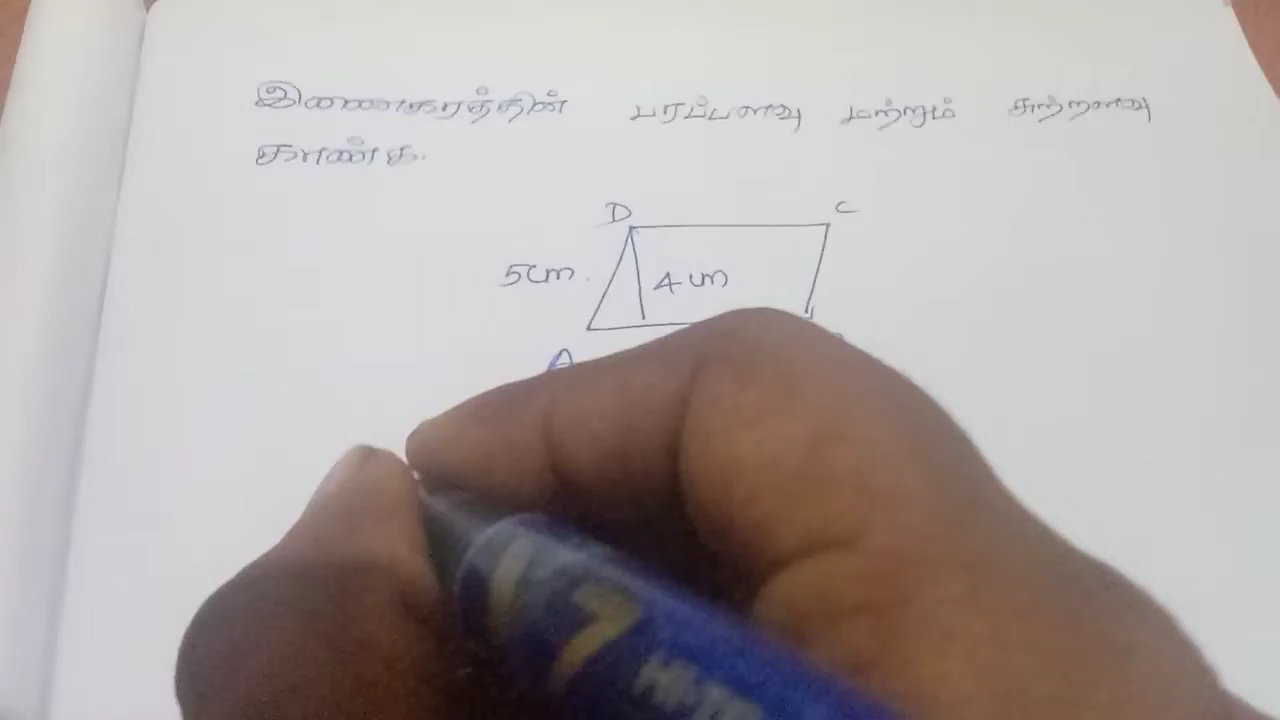 இணைகரத்தின் பரப்பளவு மற்றும் சுற்றளவு
காண்க.
D C
5cm. 4cm
A